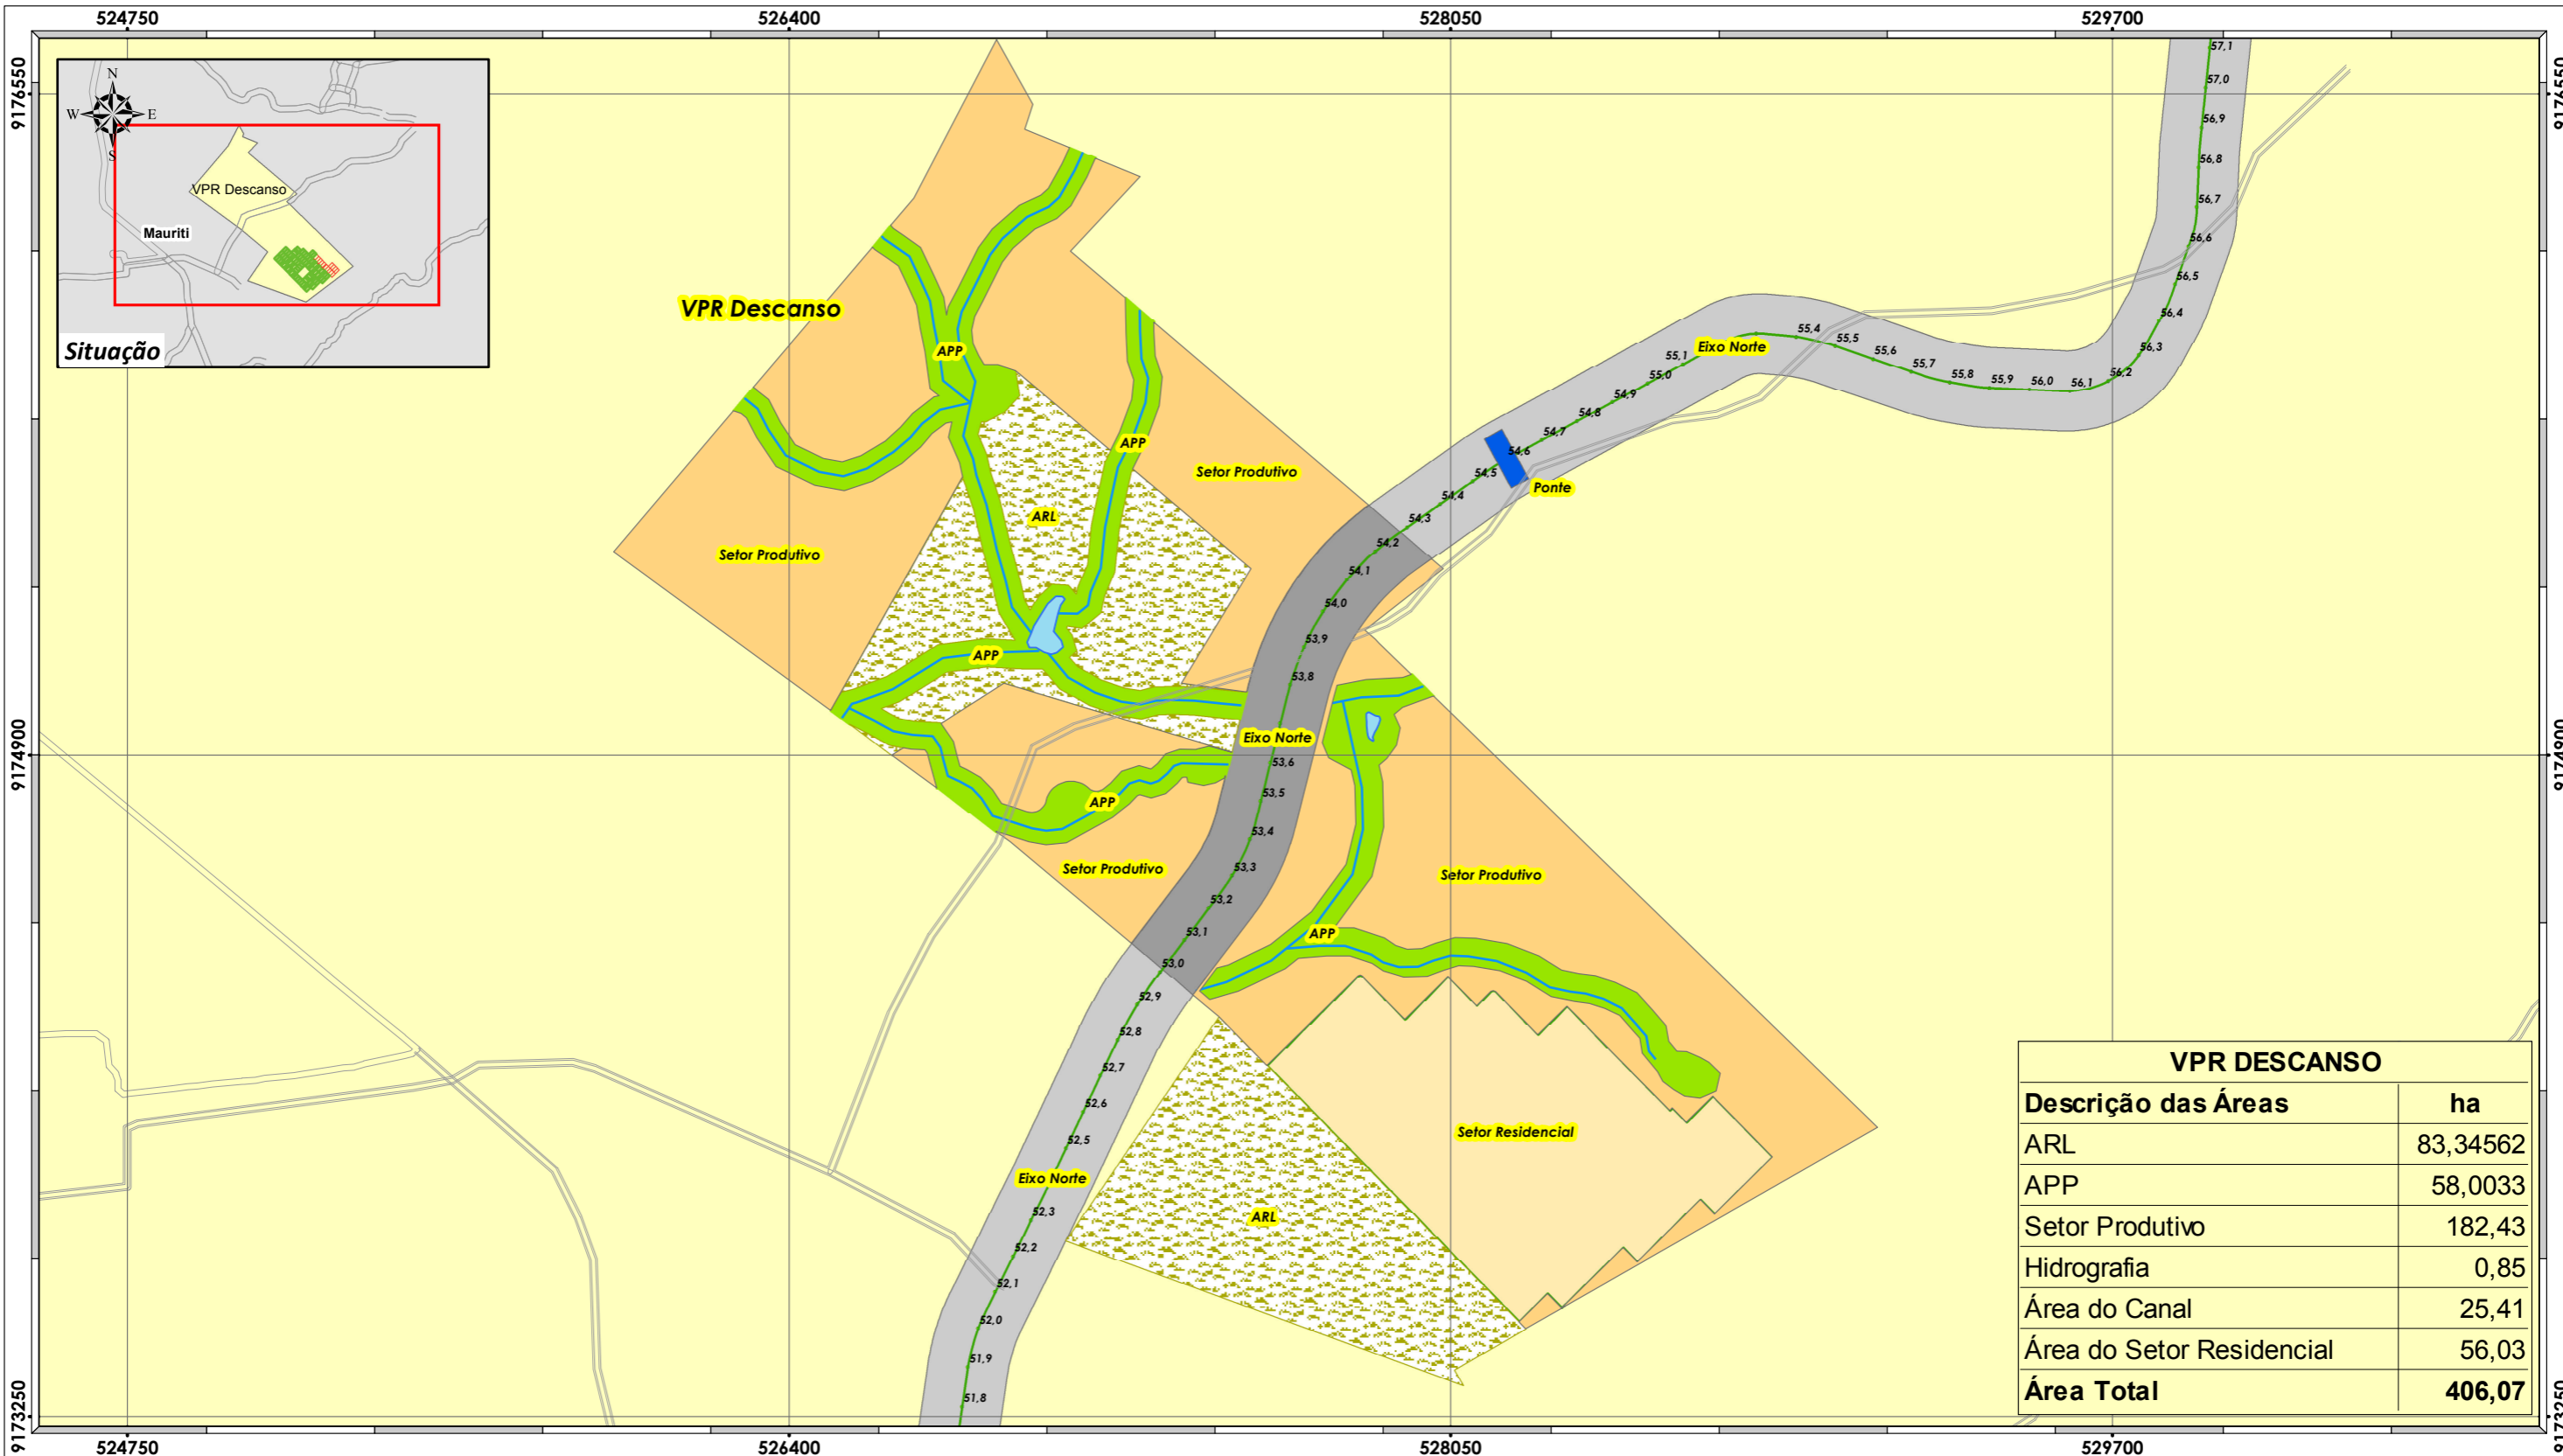 524750 526400 528050 529700
9176550
9176550
N
W E
S
VPR Descanso
Mauriti
Situação
VPR Descanso
APP
APP
Setor Produtivo
ARL
Setor Produtivo
APP
Eixo Norte
APP
Setor Produtivo
Setor Produtivo
APP
Setor Residencial
Eixo Norte
ARL
Eixo Norte
Ponte
57,1
57,0
56,9
56,8
56,7
56,6
56,5
56,4
56,3
56,2
56,1
56,0
55,9
55,8
55,7
55,6
55,5
55,4
55,1
55,0
54,9
54,8
54,7
54,6
54,5
54,4
54,3
54,2
54,1
54,0
53,9
53,8
53,6
53,5
53,4
53,3
53,2
53,1
53,0
52,9
52,8
52,7
52,6
52,5
52,3
52,2
52,1
52,0
51,9
51,8
9174900
9174900
VPR DESCANSO
Descrição das Áreas ha
ARL 83,34562
APP 58,0033
Setor Produtivo 182,43
Hidrografia 0,85
Área do Canal 25,41
Área do Setor Residencial 56,03
Área Total 406,07
9173250
9173250
524750 526400 528050 529700